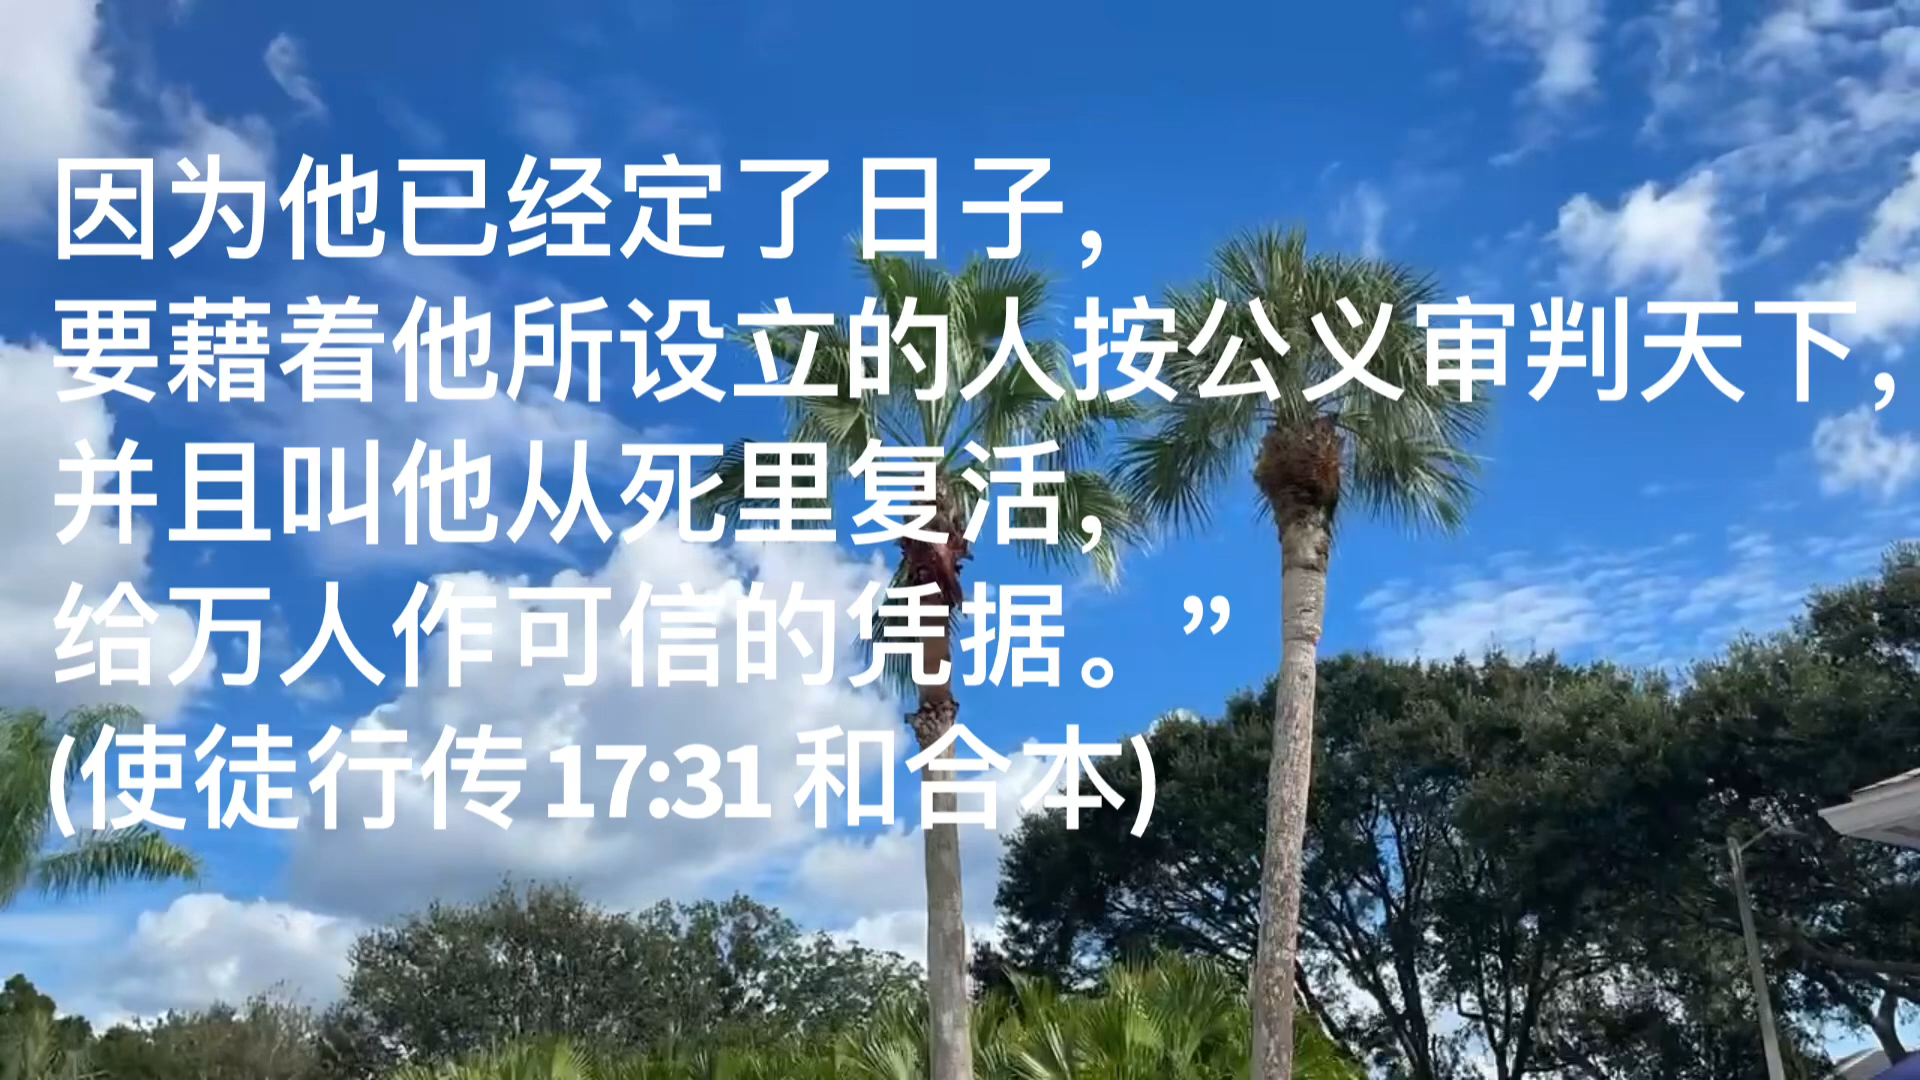 因为他已经定了日子，
要藉着他所设立的人按公义审判天下，
并且叫他从死里复活，
给万人作可信的凭据。”
(使徒行传 17:31 和合本)